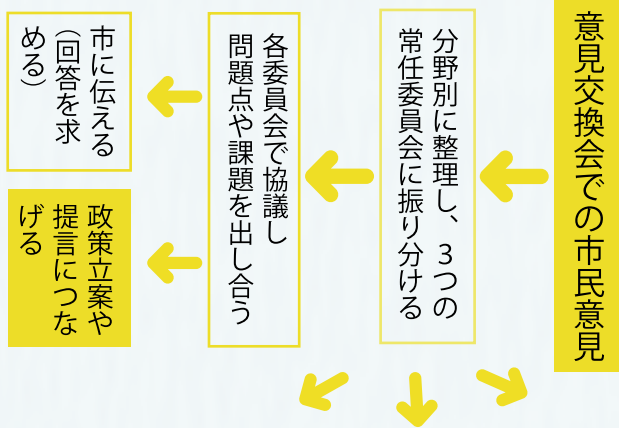 意見交換会での市民意見
分野別に整理し、３つの
常任委員会に振り分ける
各委員会で協議し
問題点や課題を出し合う
市に伝える
（回答を求
める）
政策立案や
提言につな
げる